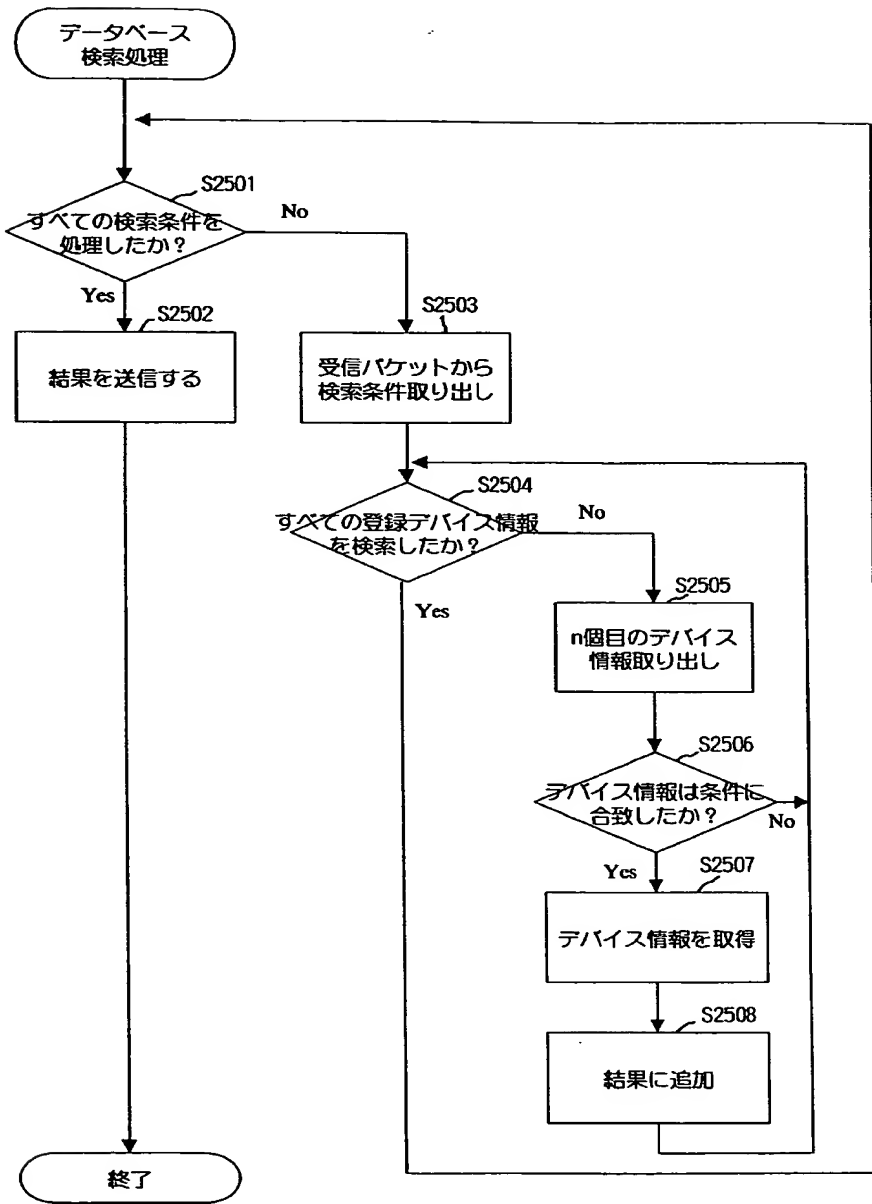 データベース
検索処理
S2501
すべての検索条件を
処理したか？
No
Yes
S2502
結果を送信する
S2503
受信パケットから
検索条件取り出し
S2504
すべての登録デバイス情報
を検索したか？
No
Yes
S2505
n個目のデバイス
情報取り出し
S2506
デバイス情報は条件に
合致したか？
No
Yes
S2507
デバイス情報を取得
S2508
結果に追加
終了